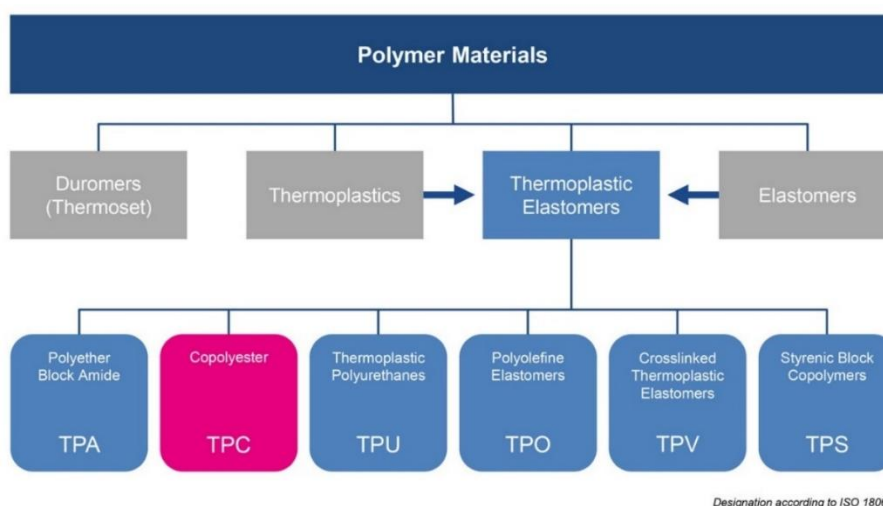 Polymer Materials
Duromers
(Thermoset)
Thermoplastics
Thermoplastic
Elastomers
Elastomers
Polyether
Block Amide
TPA
Copolyester
TPC
Thermoplastic
Polyurethanes
TPU
Polyolefine
Elastomers
TPO
Crosslinked
Thermoplastic
Elastomers
TPV
Styrenic Block
Copolymers
TPS
Designation according to ISO